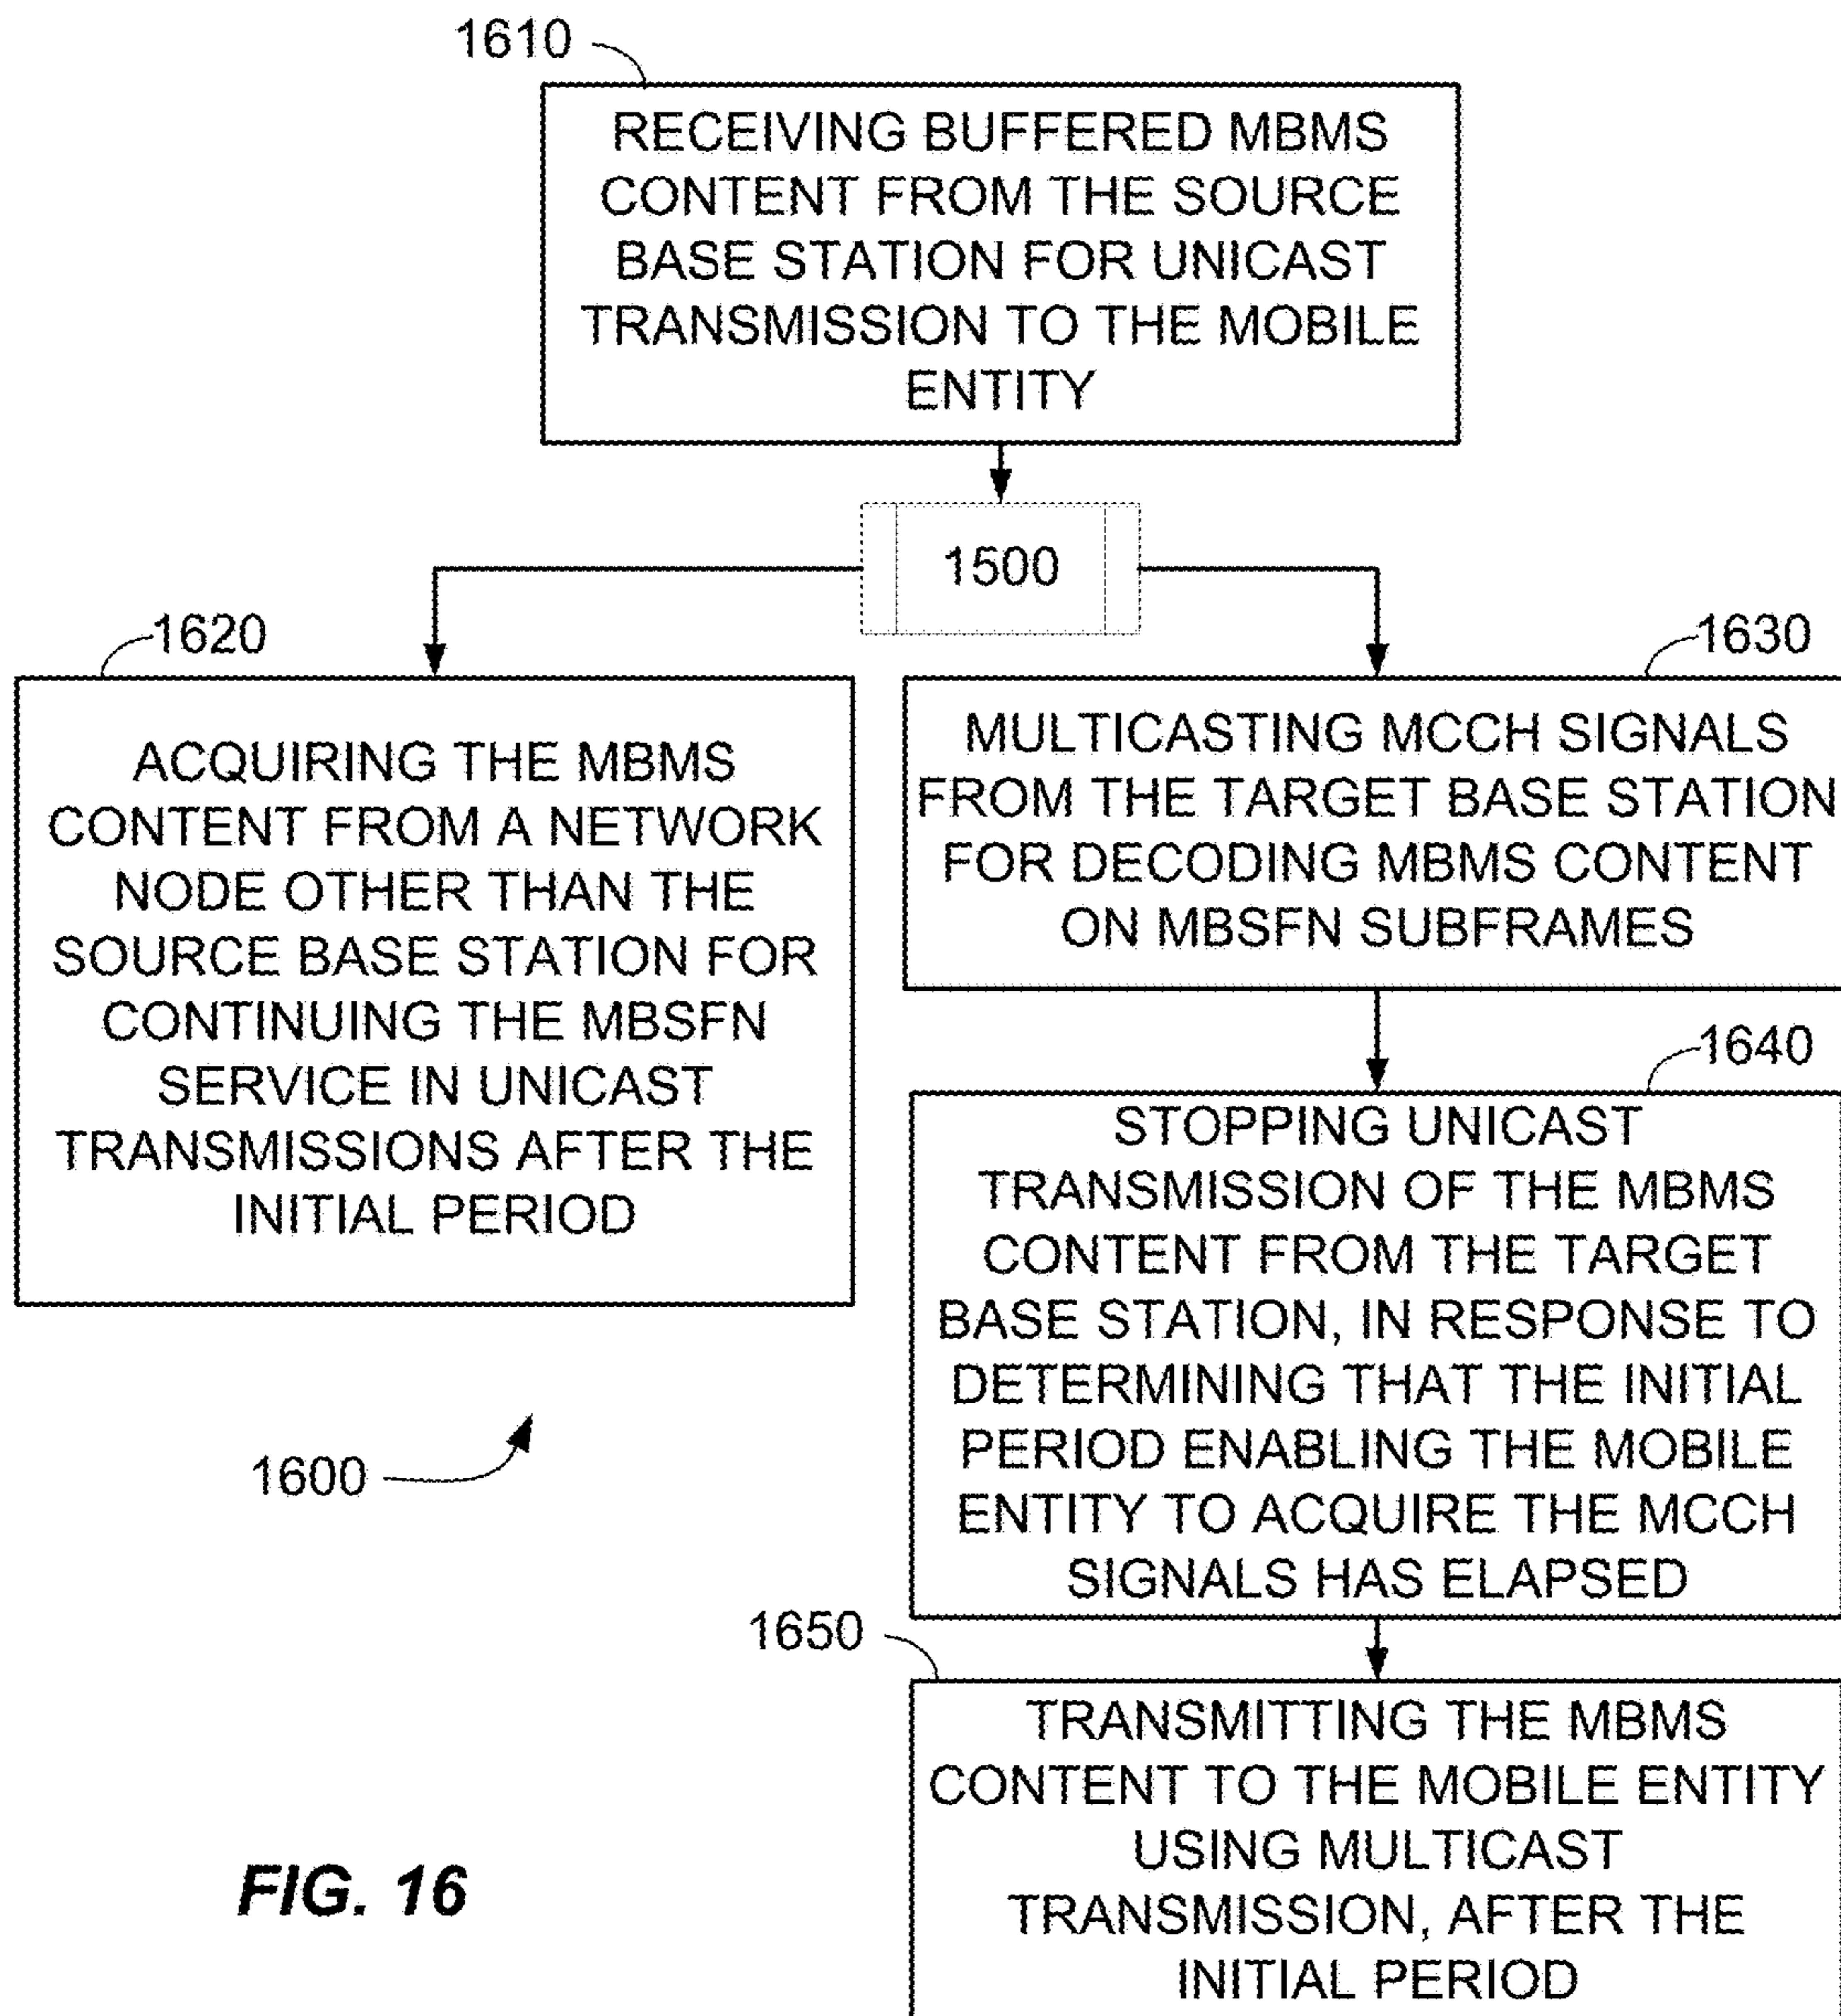 1610
RECEIVING BUFFERED MBMS
CONTENT FROM THE SOURCE
BASE STATION FOR UNICAST
TRANSMISSION TO THE MOBILE
ENTITY
1500
1620
ACQUIRING THE MBMS
CONTENT FROM A NETWORK
NODE OTHER THAN THE
SOURCE BASE STATION FOR
CONTINUING THE MBSFN
SERVICE IN UNICAST
TRANSMISSIONS AFTER THE
INITIAL PERIOD
1630
MULTICASTING MCCH SIGNALS
FROM THE TARGET BASE STATION
FOR DECODING MBMS CONTENT
ON MBSFN SUBFRAMES
1640
STOPPING UNICAST
TRANSMISSION OF THE MBMS
CONTENT FROM THE TARGET
BASE STATION, IN RESPONSE TO
DETERMINING THAT THE INITIAL
PERIOD ENABLING THE MOBILE
ENTITY TO ACQUIRE THE MCCH
SIGNALS HAS ELAPSED
1600
1650
TRANSMITTING THE MBMS
CONTENT TO THE MOBILE ENTITY
USING MULTICAST
TRANSMISSION, AFTER THE
INITIAL PERIOD
FIG. 16